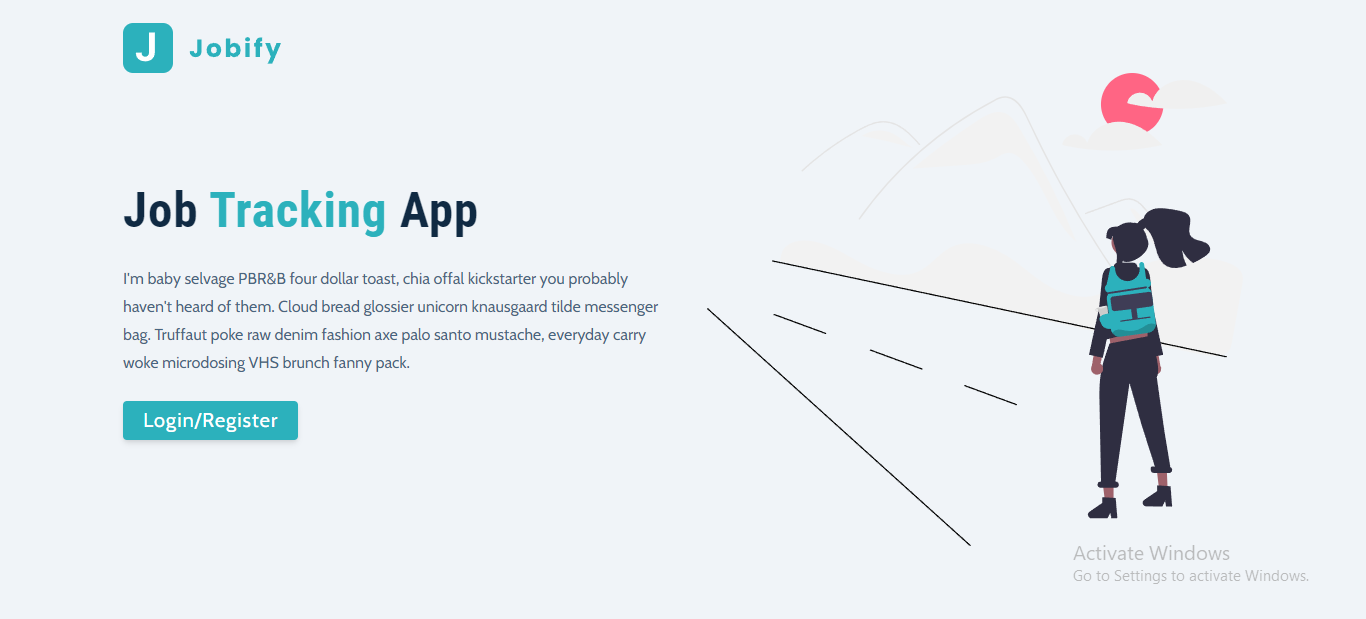 J Jobify
Job Tracking App
I'm baby selvage PBR&B four dollar toast, chia offal kickstarter you probably
haven't heard of them. Cloud bread glossier unicorn knausgaard tilde messenger
bag. Truffaut poke raw denim fashion axe palo santo mustache, everyday carry
woke microdosing VHS brunch fanny pack.
Login/Register
Activate Windows
Go to Settings to activate Windows.